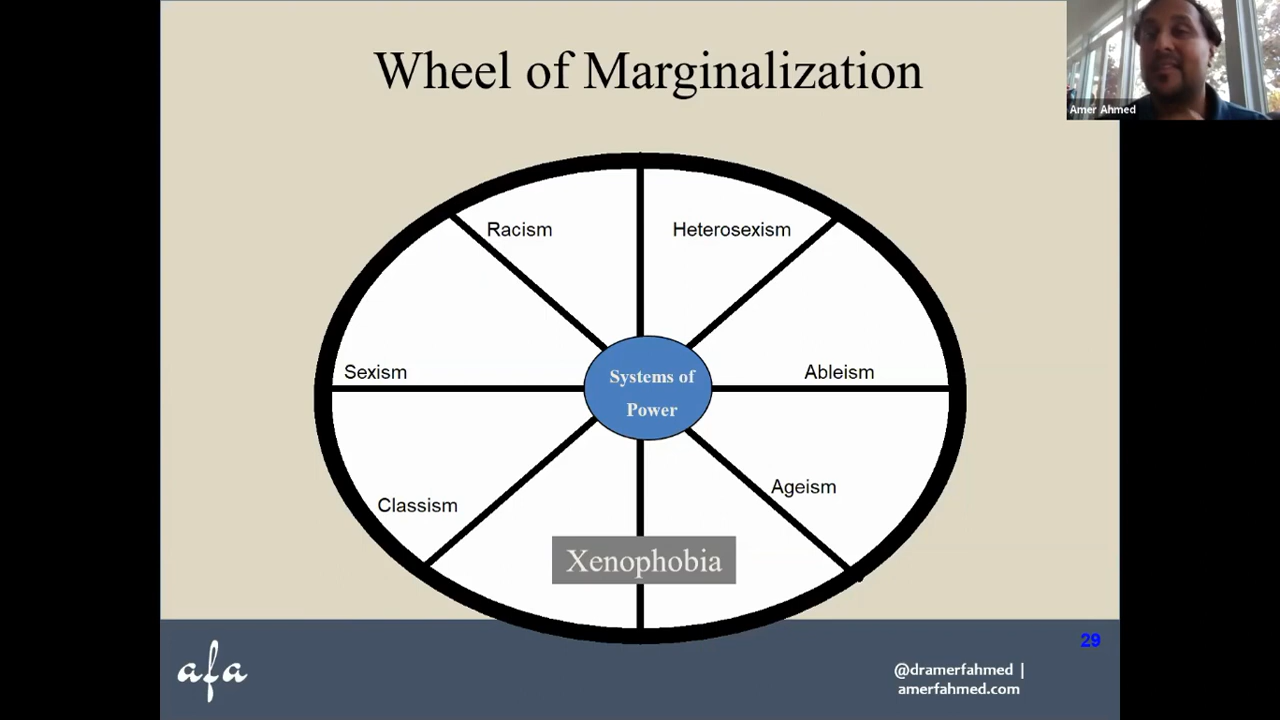 Wheel of Marginalization
Amer Ahmed
Racism
Heterosexism
Sexism
Systems of
Power
Ableism
Classism
Ageism
Xenophobia
29
afa
@dramerfahmed |
amerfahmed.com